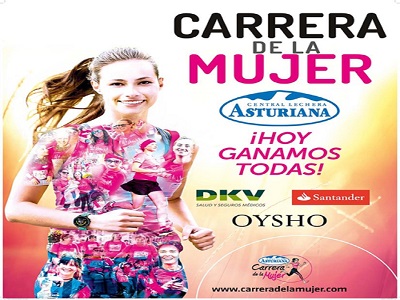 CARRERA
DE LA
MUJER
CENTRAL LECHERA
ASTURIANA
¡HOY
GANAMOS
TODAS!
DKV
SALUD Y SEGUROS MÉDICOS
Santander
OYSHO
ASTURIANA
Carrera
de la
Mujer
www.carreradelamujer.com